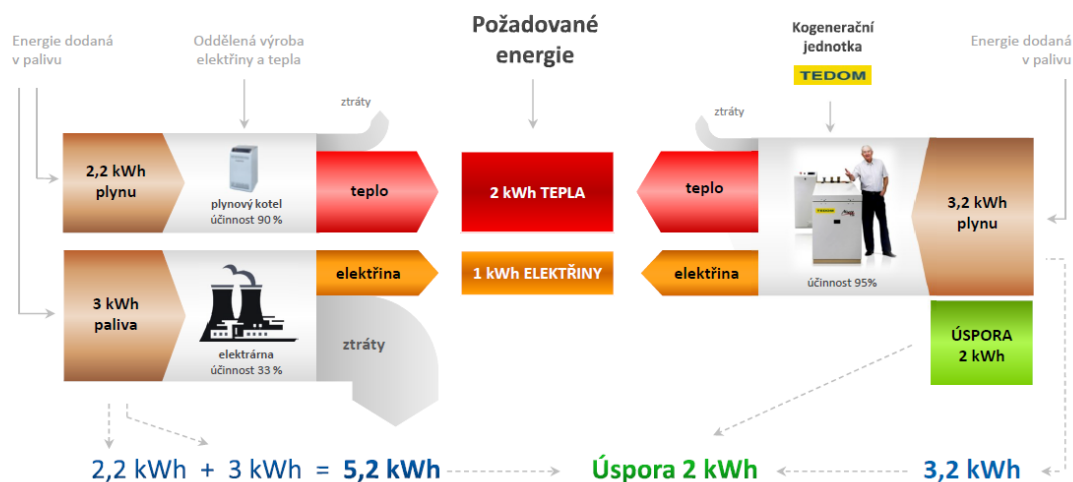 Energie dodaná
v palivu
Oddělená výroba
elektřiny a tepla
Požadované
energie
Kogenerační
jednotka
TEDOM
Energie dodaná
v palivu
ztráty
ztráty
2,2 kWh
plynu
plynový kotel
účinnost 90 %
teplo
2 kWh TEPLA
teplo
TEDOM
3,2 kWh
plynu
elektřina
1 kWh ELEKTŘINY
elektřina
účinnost 95%
3 kWh
paliva
elektrárna
účinnost 33 %
ztráty
ÚSPORA
2 kWh
2,2 kWh + 3 kWh = 5,2 kWh
Úspora 2 kWh
3,2 kWh